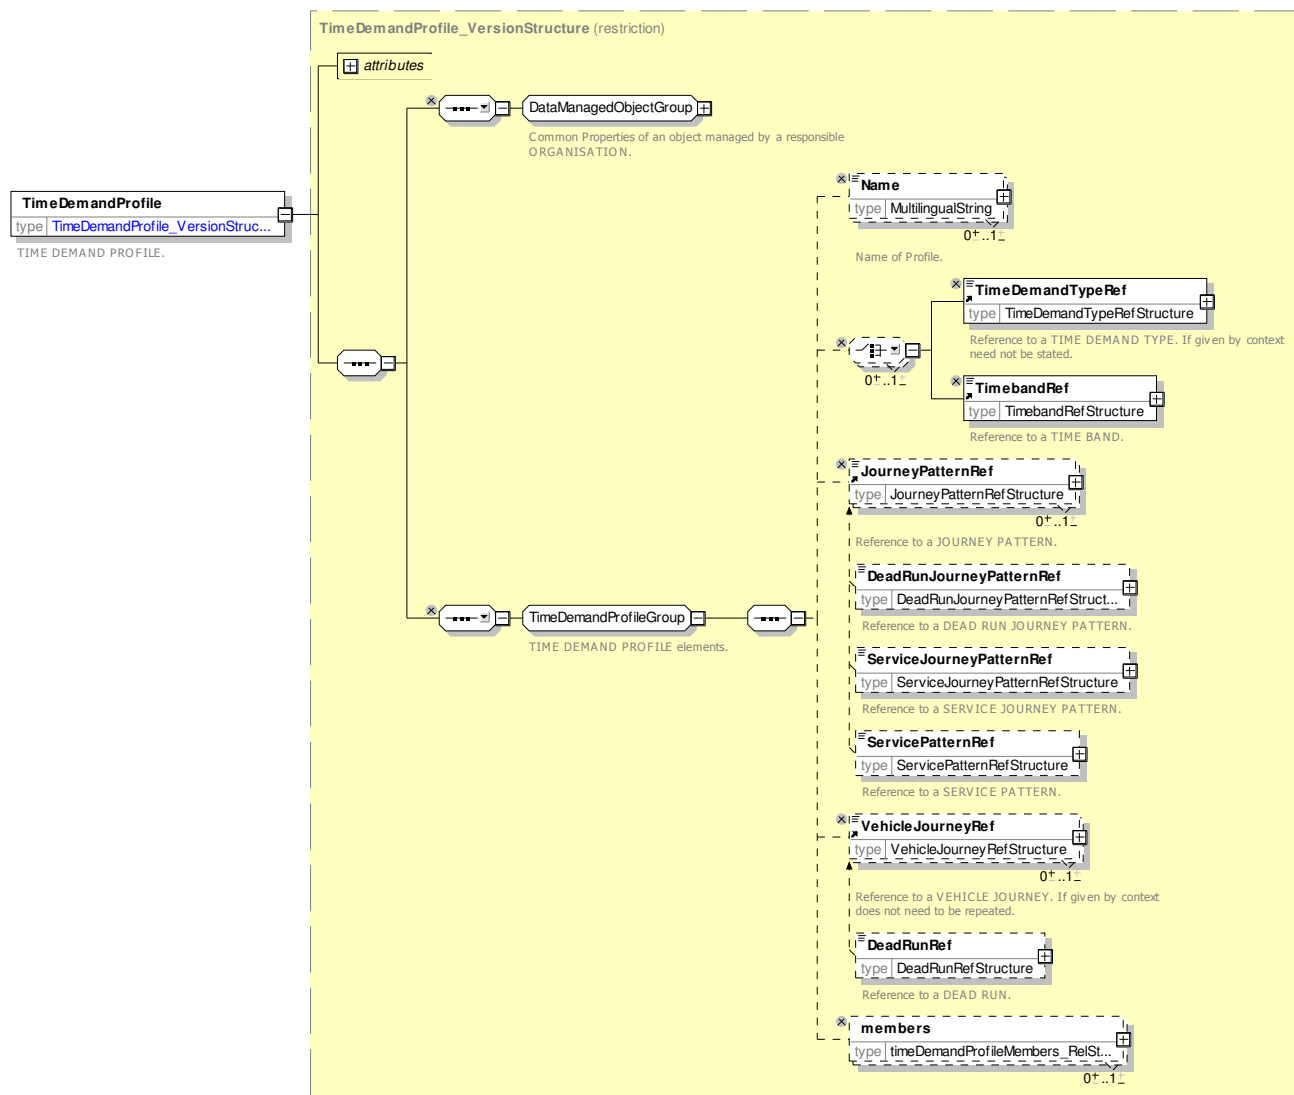 TimeDemandProfile_VersionStructure (restriction)
attributes
DataManagedObjectGroup
Common Properties of an object managed by a responsible
ORGANISATION.
TimeDemandProfile
type TimeDemandProfile_VersionStruc...
TIME DEMAND PROFILE.
Name
type MultilingualString
0..1
Name of Profile.
TimeDemandTypeRef
type TimeDemandTypeRefStructure
Reference to a TIME DEMAND TYPE. If given by context
need not be stated.
0..1
TimebandRef
type TimebandRefStructure
Reference to a TIME BAND.
JourneyPatternRef
type JourneyPatternRefStructure
0..1
Reference to a JOURNEY PATTERN.
DeadRunJourneyPatternRef
type DeadRunJourneyPatternRefStruct...
Reference to a DEAD RUN JOURNEY PATTERN.
TimeDemandProfileGroup
TIME DEMAND PROFILE elements.
ServiceJourneyPatternRef
type ServiceJourneyPatternRefStructure
Reference to a SERVICE JOURNEY PATTERN.
ServicePatternRef
type ServicePatternRefStructure
Reference to a SERVICE PATTERN.
VehicleJourneyRef
type VehicleJourneyRefStructure
0..1
Reference to a VEHICLE JOURNEY. If given by context
does not need to be repeated.
DeadRunRef
type DeadRunRefStructure
Reference to a DEAD RUN.
members
type timeDemandProfileMembers_RelSt...
0..1